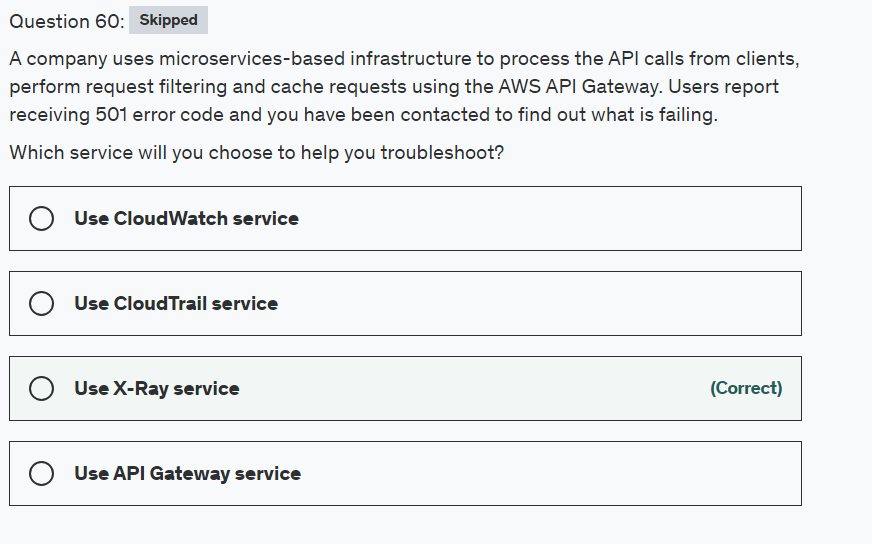 Question 60: Skipped
A company uses microservices-based infrastructure to process the API calls from clients,
perform request filtering and cache requests using the AWS API Gateway. Users report
receiving 501 error code and you have been contacted to find out what is failing.
Which service will you choose to help you troubleshoot?
Use CloudWatch service
Use CloudTrail service
Use X-Ray service (Correct)
Use API Gateway service